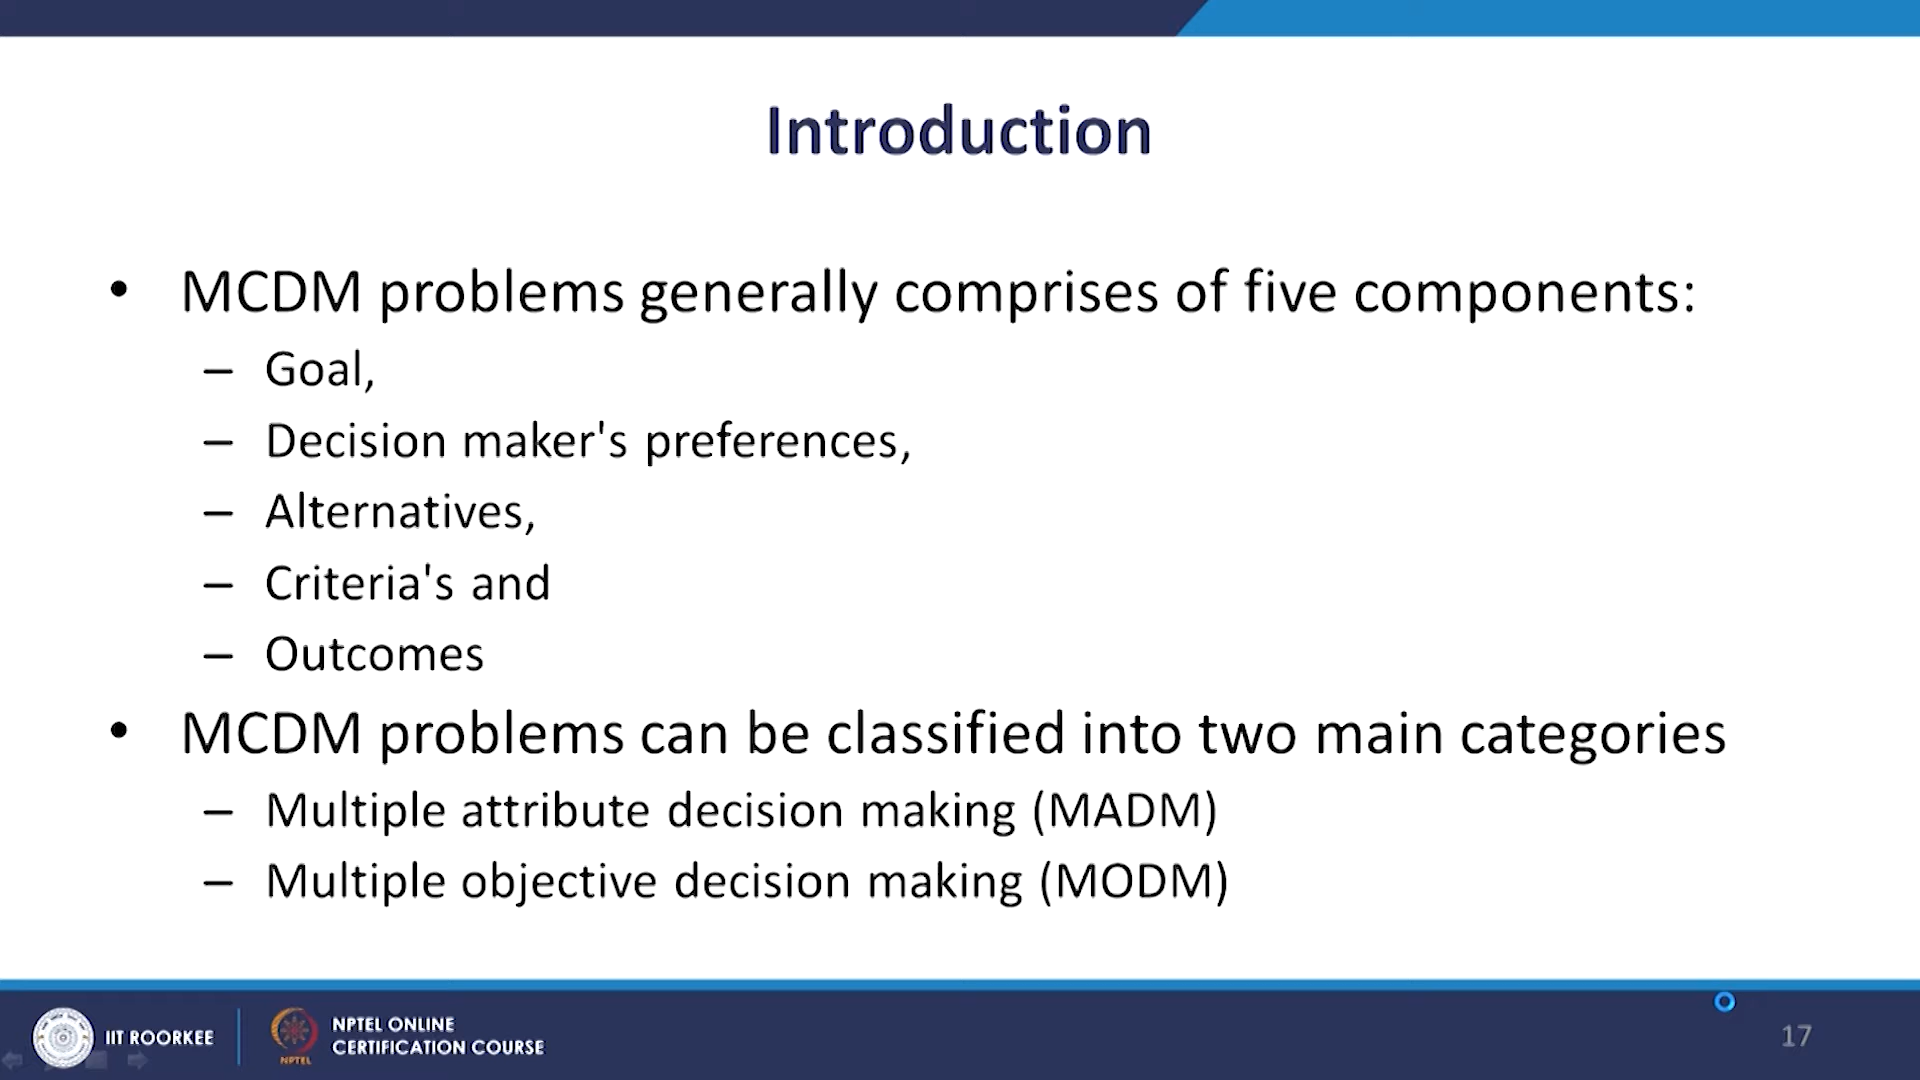 Introduction
• MCDM problems generally comprises of five components:
– Goal,
– Decision maker's preferences,
– Alternatives,
– Criteria's and
– Outcomes
• MCDM problems can be classified into two main categories
– Multiple attribute decision making (MADM)
– Multiple objective decision making (MODM)
IIT ROORKEE
NPTEL
NPTEL ONLINE
CERTIFICATION COURSE
17